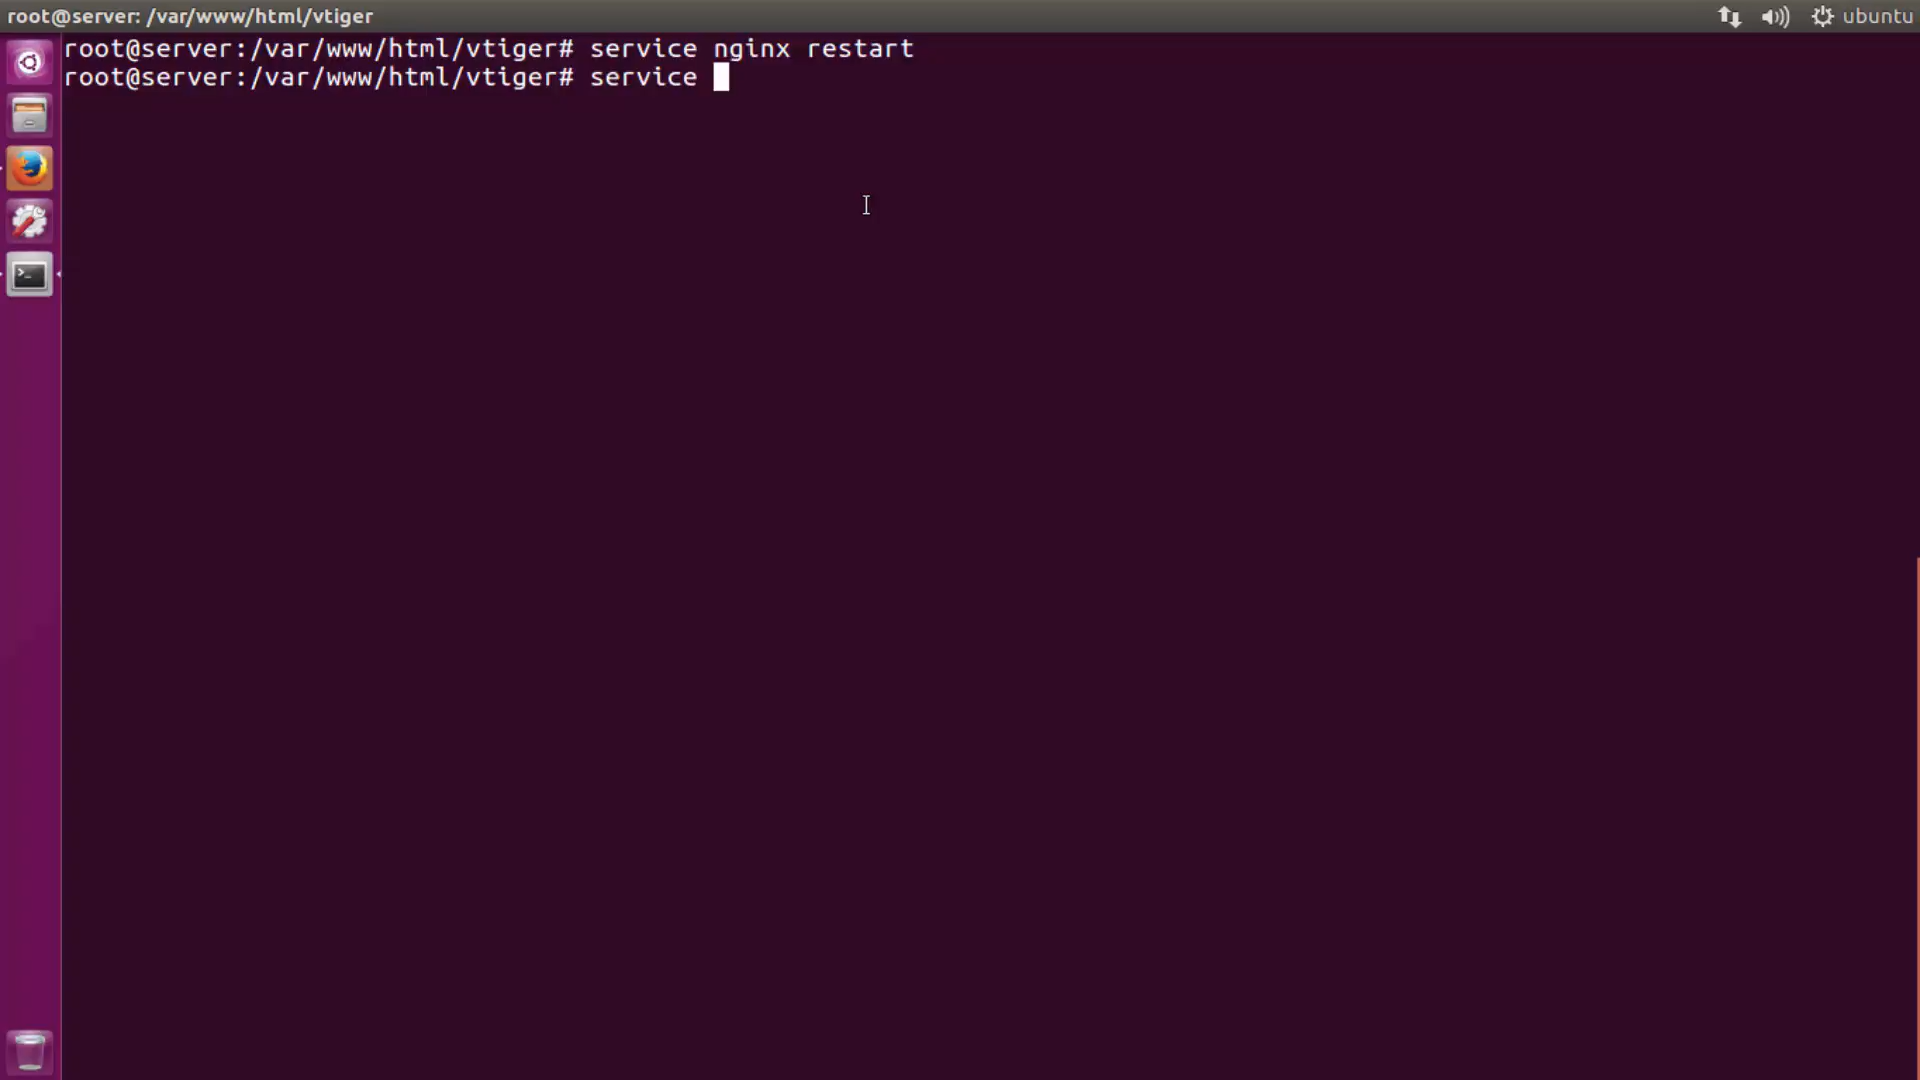 root@server: /var/www/html/vtiger
ubuntu
root@server:/var/www/html/vtiger# service nginx restart
root@server:/var/www/html/vtiger# service